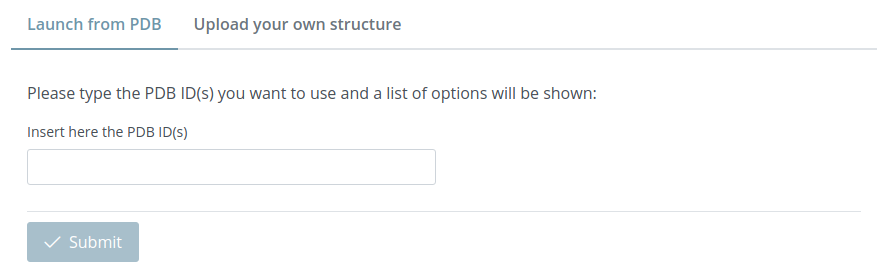 Launch from PDB Upload your own structure
Please type the PDB ID(s) you want to use and a list of options will be shown:
Insert here the PDB ID(s)
Submit